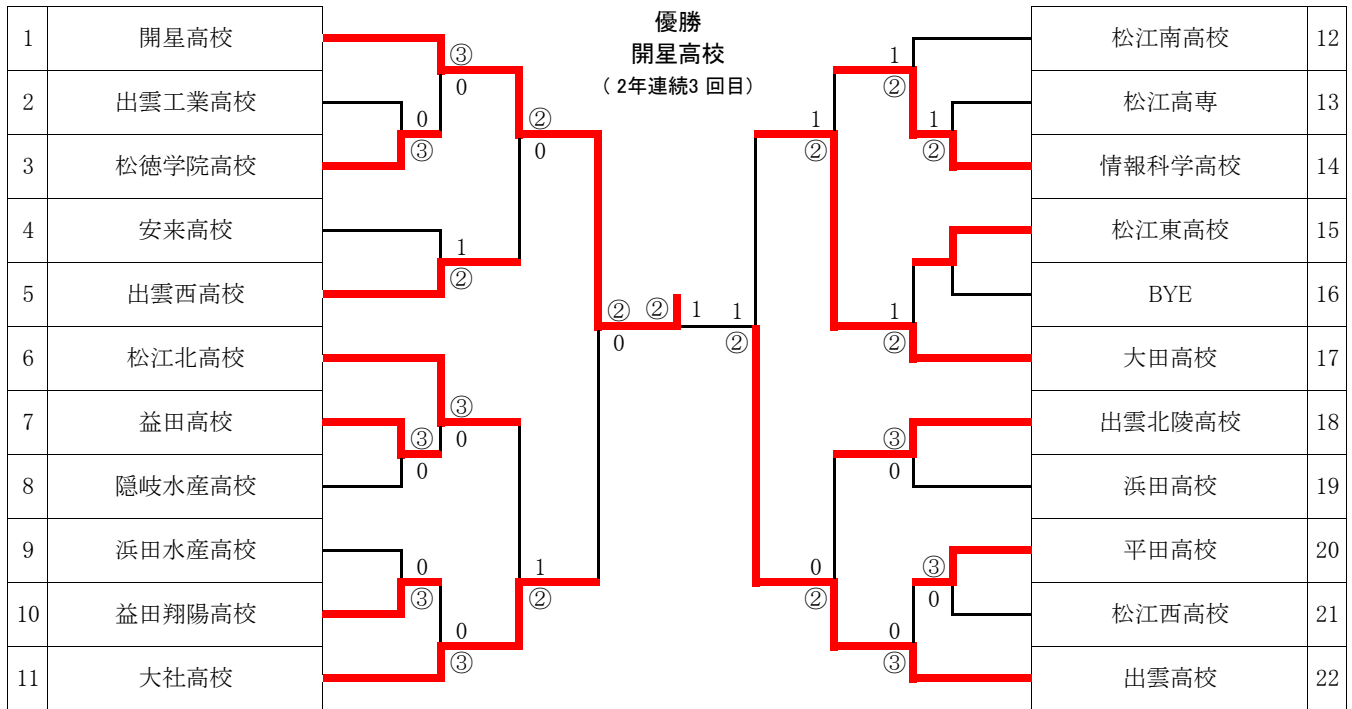 優勝
開星高校
（ 2年連続3 回目）
1 開星高校
2 出雲工業高校
3 松徳学院高校
4 安来高校
5 出雲西高校
6 松江北高校
7 益田高校
8 隠岐水産高校
9 浜田水産高校
10 益田翔陽高校
11 大社高校
③
0
0
③
②
0
1
②
②
0
②
1
1
②
③
0
③
0
1
②
0
③
0
③
松江南高校 12
松江高専 13
情報科学高校 14
松江東高校 15
BYE 16
大田高校 17
出雲北陵高校 18
浜田高校 19
平田高校 20
松江西高校 21
出雲高校 22
1
②
1
②
1
②
1
②
③
0
0
②
③
0
0
③